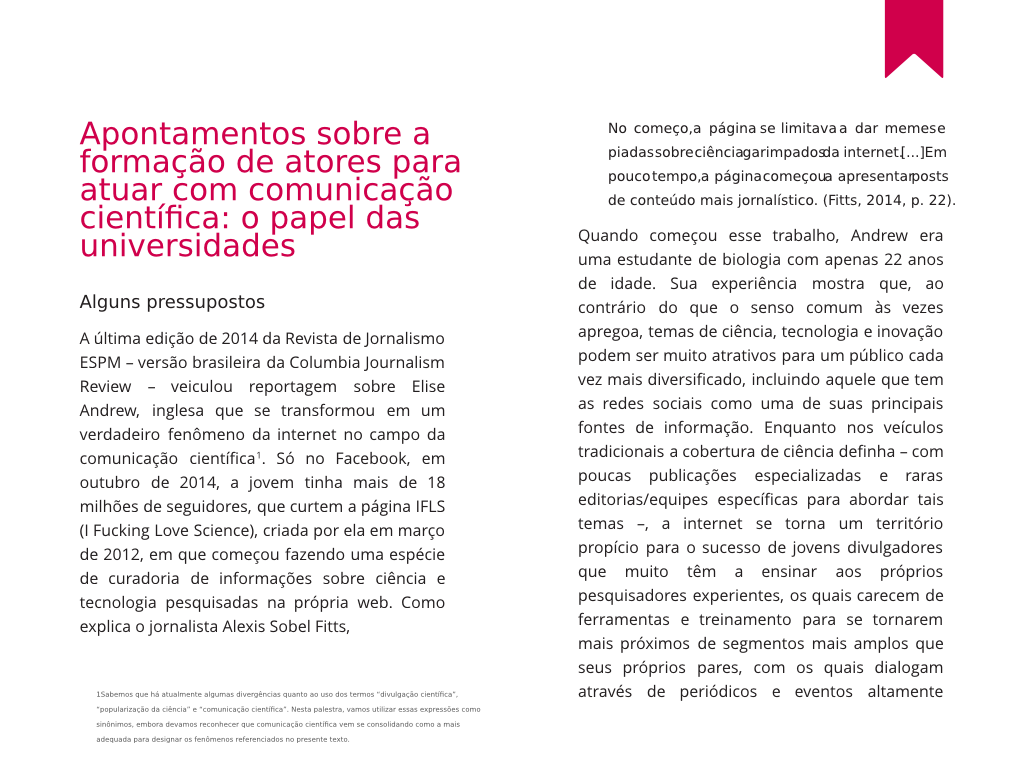 Apontamentos sobre a
formação de atores para
atuar com comunicação
científica: o papel das
universidades
Alguns pressupostos
A última edição de 2014 da Revista de Jornalismo
ESPM – versão brasileira da Columbia Journalism
Review – veiculou reportagem sobre Elise
Andrew, inglesa que se transformou em um
verdadeiro fenômeno da internet no campo da
comunicação científica¹. Só no Facebook, em
outubro de 2014, a jovem tinha mais de 18
milhões de seguidores, que curtem a página IFLS
(I Fucking Love Science), criada por ela em março
de 2012, em que começou fazendo uma espécie
de curadoria de informações sobre ciência e
tecnologia pesquisadas na própria web. Como
explica o jornalista Alexis Sobel Fitts,
1Sabemos que há atualmente algumas divergências quanto ao uso dos termos “divulgação científica”,
“popularização da ciência” e “comunicação científica”. Nesta palestra, vamos utilizar essas expressões como
sinônimos, embora devamos reconhecer que comunicação científica vem se consolidando como a mais
adequada para designar os fenômenos referenciados no presente texto.
No começo, a página se limitava a dar memes e
piadas sobre ciência garimpados da internet. [...] Em
pouco tempo, a página começou a apresentar posts
de conteúdo mais jornalístico. (Fitts, 2014, p. 22).
Quando começou esse trabalho, Andrew era
uma estudante de biologia com apenas 22 anos
de idade. Sua experiência mostra que, ao
contrário do que o senso comum às vezes
apregoa, temas de ciência, tecnologia e inovação
podem ser muito atrativos para um público cada
vez mais diversificado, incluindo aquele que tem
as redes sociais como uma de suas principais
fontes de informação. Enquanto nos veículos
tradicionais a cobertura de ciência definha – com
poucas publicações especializadas e raras
editorias/equipes específicas para abordar tais
temas –, a internet se torna um território
propício para o sucesso de jovens divulgadores
que muito têm a ensinar aos próprios
pesquisadores experientes, os quais carecem de
ferramentas e treinamento para se tornarem
mais próximos de segmentos mais amplos que
seus próprios pares, com os quais dialogam
através de periódicos e eventos altamente